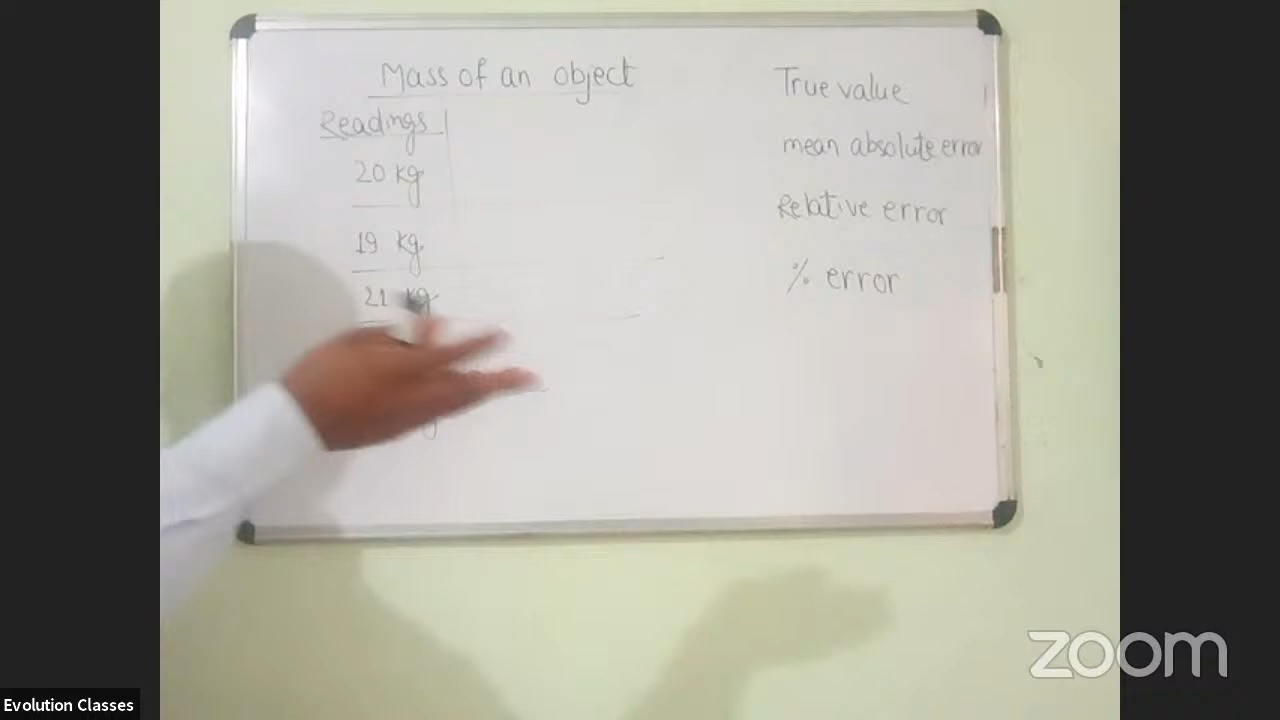 Mass of an object
Readings
20 kg
19 kg.
21 kg
True value
mean absolute error
Relative error
% error
zoom
Evolution Classes